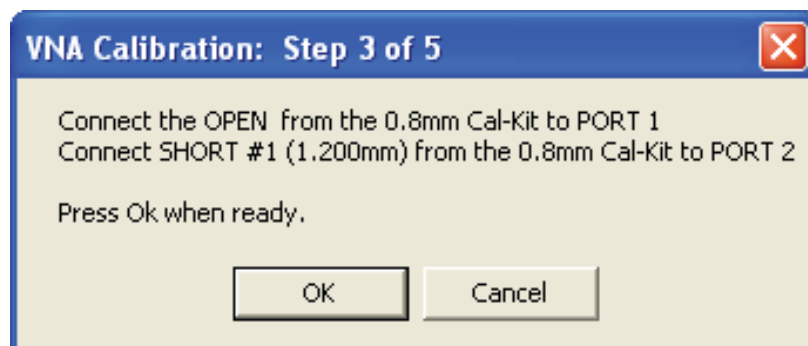 VNA Calibration: Step 3 of 5
Connect the OPEN from the 0.8mm Cal-Kit to PORT 1
Connect SHORT #1 (1.200mm) from the 0.8mm Cal-Kit to PORT 2
Press Ok when ready.
OK
Cancel